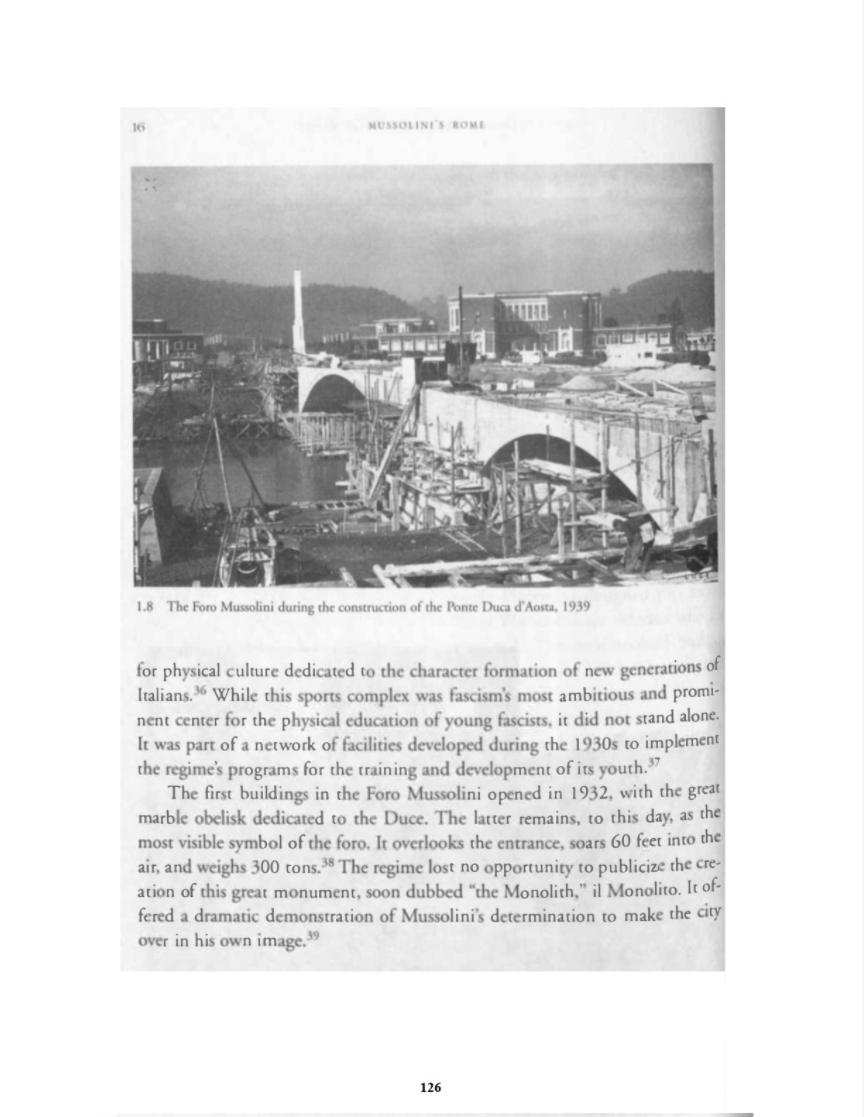 16
MUSSOLINI'S ROME
1.8 The Foro Mussolini during the construction of the Ponte Duca d'Aosta, 1939
for physical culture dedicated to the character formation of new generations of
Italians.36 While this sports complex was fascism's most ambitious and promi-
nent center for the physical education of young fascists, it did not stand alone.
It was part of a network of facilities developed during the 1930s to implement
the regime's programs for the training and development of its youth.37
The first buildings in the Foro Mussolini opened in 1932, with the great
marble obelisk dedicated to the Duce. The latter remains, to this day, as the
most visible symbol of the foro. It overlooks the entrance, soars 60 feet into the
air, and weighs 300 tons.38 The regime lost no opportunity to publicize the cre-
ation of this great monument, soon dubbed "the Monolith," il Monolito. It of-
fered a dramatic demonstration of Mussolini's determination to make the city
over in his own image.39
126